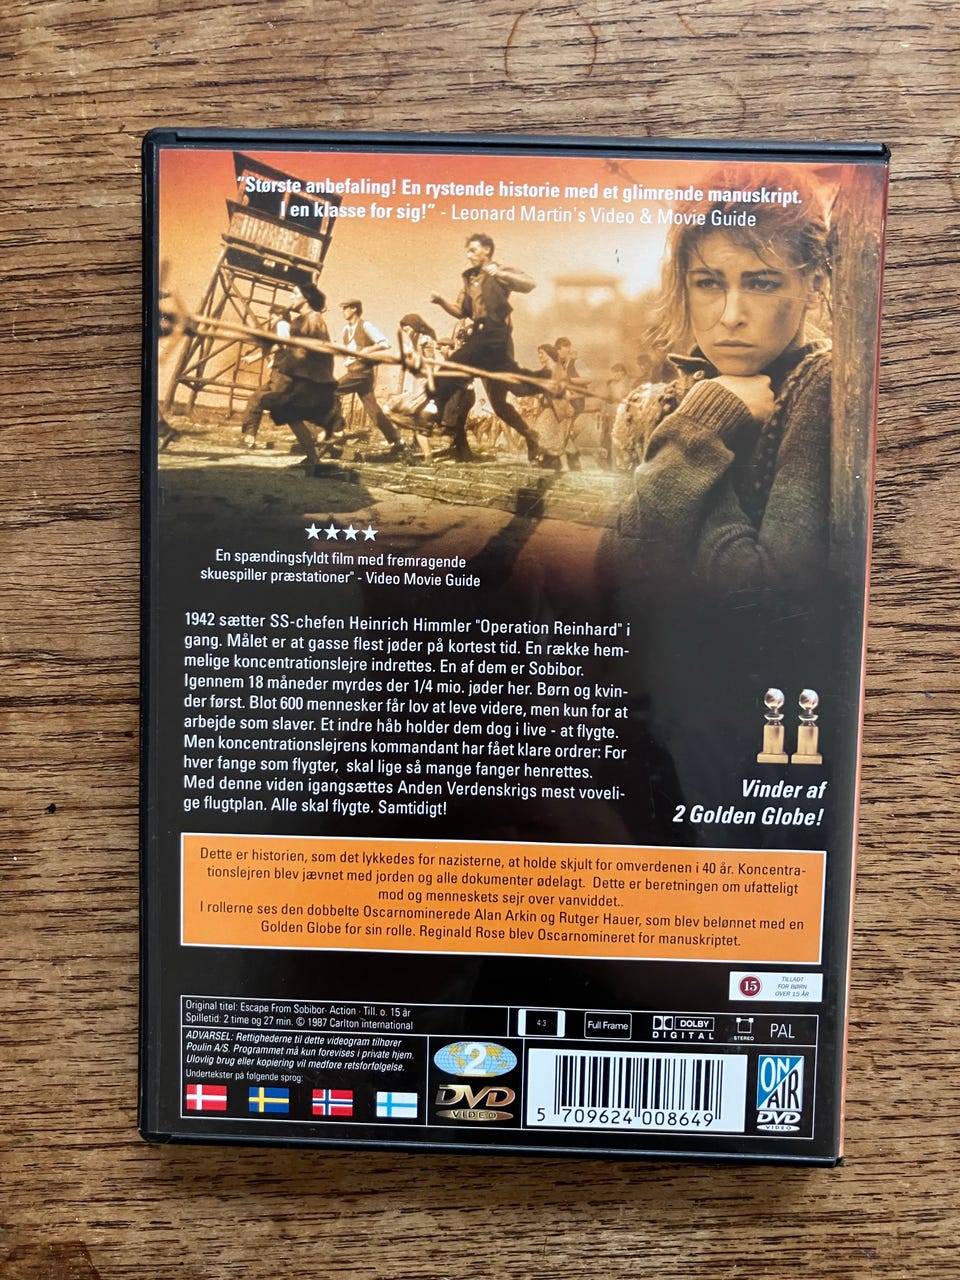 "Største anbefaling! En rystende historie med et glimrende manuskript.
I en klasse for sig!" - Leonard Martin's Video & Movie Guide
★★★★
En spændingsfyldt film med fremragende
skuespiller præstationer" - Video Movie Guide
1942 sætter SS-chefen Heinrich Himmler "Operation Reinhard" i
gang. Målet er at gasse flest jøder på kortest tid. En række hem-
melige koncentrationslejre indrettes. En af dem er Sobibor.
Igennem 18 måneder myrdes der 1/4 mio. jøder her. Børn og kvin-
der først. Blot 600 mennesker får lov at leve videre, men kun for at
arbejde som slaver. Et indre håb holder dem dog i live - at flygte.
Men koncentrationslejrens kommandant har fået klare ordrer: For
hver fange som flygter, skal lige så mange fanger henrettes.
Med denne viden igangsættes Anden Verdenskrigs mest voveli-
ge flugtplan. Alle skal flygte. Samtidigt!
Vinder af
2 Golden Globe!
Dette er historien, som det lykkedes for nazisterne, at holde skjult for omverdenen i 40 år. Koncentra-
tionslejren blev jævnet med jorden og alle dokumenter ødelagt. Dette er beretningen om ufatteligt
mod og menneskets sejr over vanviddet..
I rollerne ses den dobbelte Oscarnominerede Alan Arkin og Rutger Hauer, som blev belønnet med en
Golden Globe for sin rolle. Reginald Rose blev Oscarnomineret for manuskriptet.
15
TILLADT
FOR BØRN
OVER 15 ÅR
Original titel: Escape From Sobibor· Action · Till. o. 15 år
Spilletid: 2 time og 27 min. © 1987 Carlton international
4:3
Full Frame
DOLBY
DIGITAL
STEREO
PAL
ADVARSEL: Rettighederne til dette videogram tilhører
Poulin A/S. Programmet må kun forevises i private hjem.
Ulovlig brug eller kopiering vil medføre retsforfølgelse.
Undertekster på følgende sprog:
2
DVD
VIDEO
5 709624 008649
ON
AIR
DVD
VIDEO